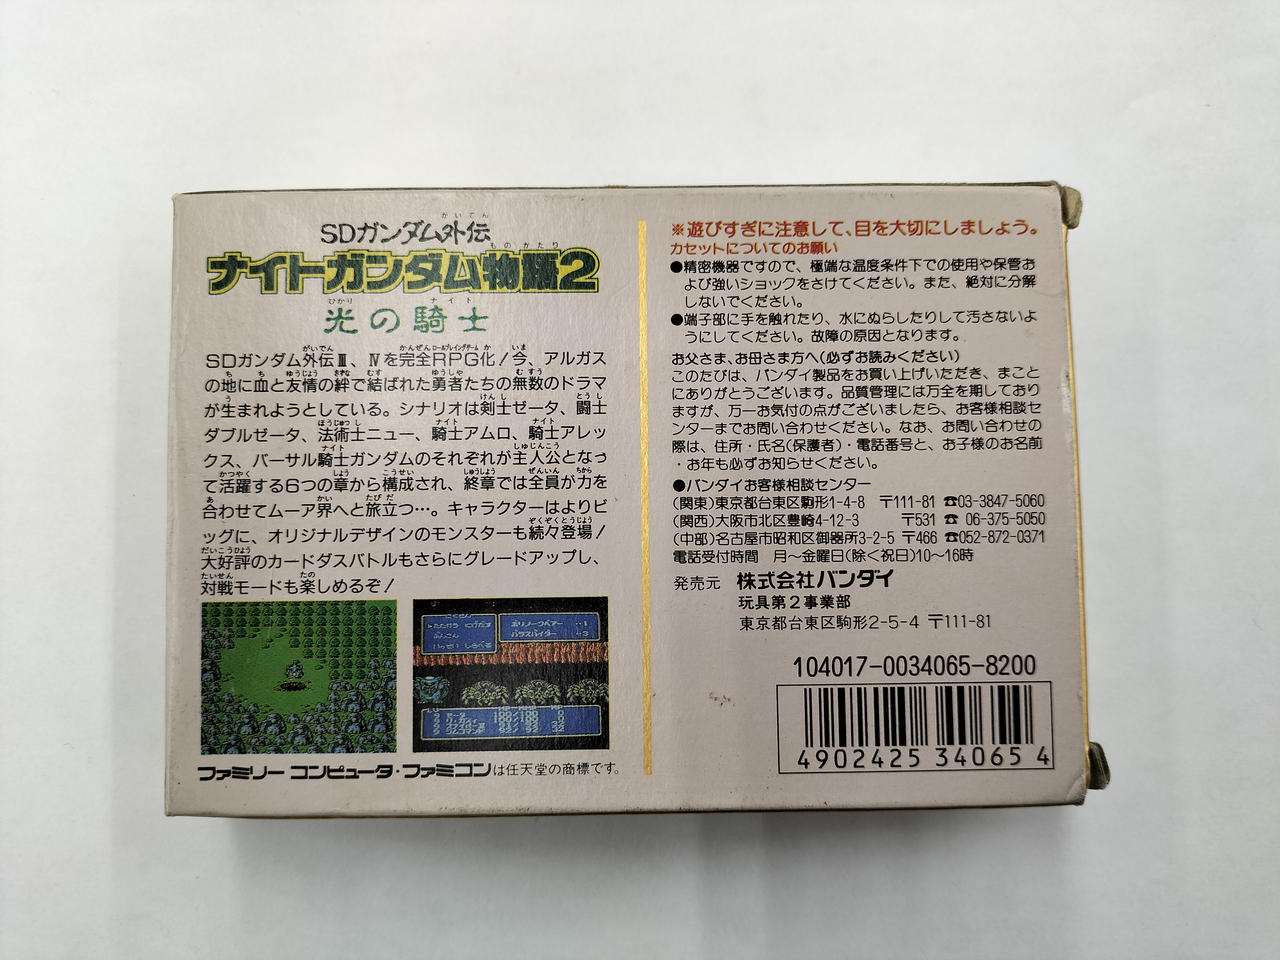 SDガンダム外伝
ナイトガンダム物語2
光の騎士
SDガンダム外伝Ⅲ、Ⅳを完全RPG化！今、アルガス
の地に血と友情の絆で結ばれた勇者たちの無数のドラマ
が生まれようとしている。シナリオは剣士ゼータ、闘士
ダブルゼータ、法術士ニュー、騎士アムロ、騎士アレッ
クス、バーサル騎士ガンダムのそれぞれが主人公となっ
て活躍する6つの章から構成され、終章では全員が力を
合わせてムーア界へと旅立つ…。キャラクターはよりビ
ッグに、オリジナルデザインのモンスターも続々登場！
大好評のカードダスバトルもさらにグレードアップし、
対戦モードも楽しめるぞ！
ファミリー コンピュータ・ファミコンは任天堂の商標です。
※遊びすぎに注意して、目を大切にしましょう。
カセットについてのお願い
●精密機器ですので、極端な温度条件下での使用や保管お
よび強いショックをさけてください。また、絶対に分解
しないでください。
●端子部に手を触れたり、水にぬらしたりして汚さないよ
うにしてください。故障の原因となります。
お父さま、お母さま方へ(必ずお読みください)
このたびは、バンダイ製品をお買い上げいただき、まこと
にありがとうございます。品質管理には万全を期しており
ますが、万一お気付の点がございましたら、お客様相談セ
ンターまでお問い合わせください。なお、お問い合わせの
際は、住所・氏名(保護者)・電話番号と、お子様のお名前
・お年も必ずお知らせください。
●バンダイお客様相談センター
(関東)東京都台東区駒形1-4-8 〒111-81 ☎03-3847-5060
(関西)大阪市北区豊崎4-12-3 〒531 ☎06-375-5050
(中部)名古屋市昭和区御器所3-2-5 〒466 ☎052-872-0371
電話受付時間 月〜金曜日(除く祝日)10〜16時
発売元 株式会社バンダイ
玩具第2事業部
東京都台東区駒形2-5-4 〒111-81
104017-0034065-8200
4902425 340654